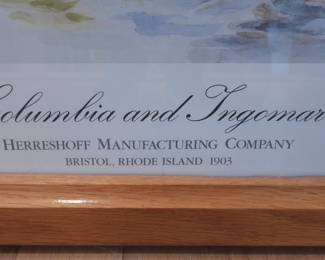 Columbia and Ingomar
HERRESHOFF MANUFACTURING COMPANY
BRISTOL, RHODE ISLAND 1903